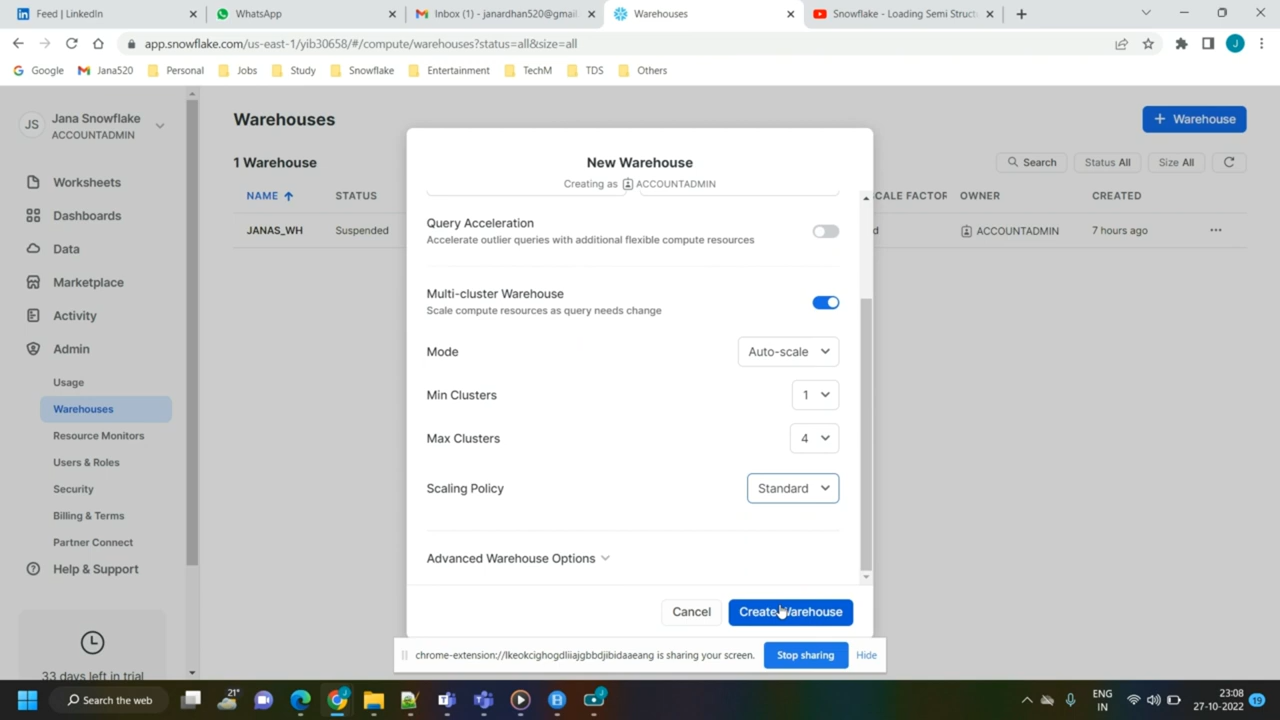 Feed | LinkedIn
WhatsApp
Inbox (1) - janardhan520@gmail
Warehouses
Snowflake - Loading Semi Struct
app.snowflake.com/us-east-1/yib30658/#/compute/warehouses?status=all&size=all
J
Google
Jana520
Personal
Jobs
Study
Snowflake
Entertainment
TechM
TDS
Others
JS
Jana Snowflake
ACCOUNTADMIN
Worksheets
Dashboards
Data
Marketplace
Activity
Admin
Usage
Warehouses
Resource Monitors
Users & Roles
Security
Billing & Terms
Partner Connect
Help & Support
33 days left in trial
Warehouses
+ Warehouse
1 Warehouse
Search
Status All
Size All
NAME
STATUS
CALE FACTOR
OWNER
CREATED
JANAS_WH
Suspended
d
ACCOUNTADMIN
7 hours ago
New Warehouse
Creating as ACCOUNTADMIN
Query Acceleration
Accelerate outlier queries with additional flexible compute resources
Multi-cluster Warehouse
Scale compute resources as query needs change
Mode
Auto-scale
Min Clusters
1
Max Clusters
4
Scaling Policy
Standard
Advanced Warehouse Options
Cancel
Create Warehouse
chrome-extension://lkeokcighogdliiajgbbdjibidaaeang is sharing your screen.
Stop sharing
Hide
Search the web
21°
ENG
IN
23:08
27-10-2022
19